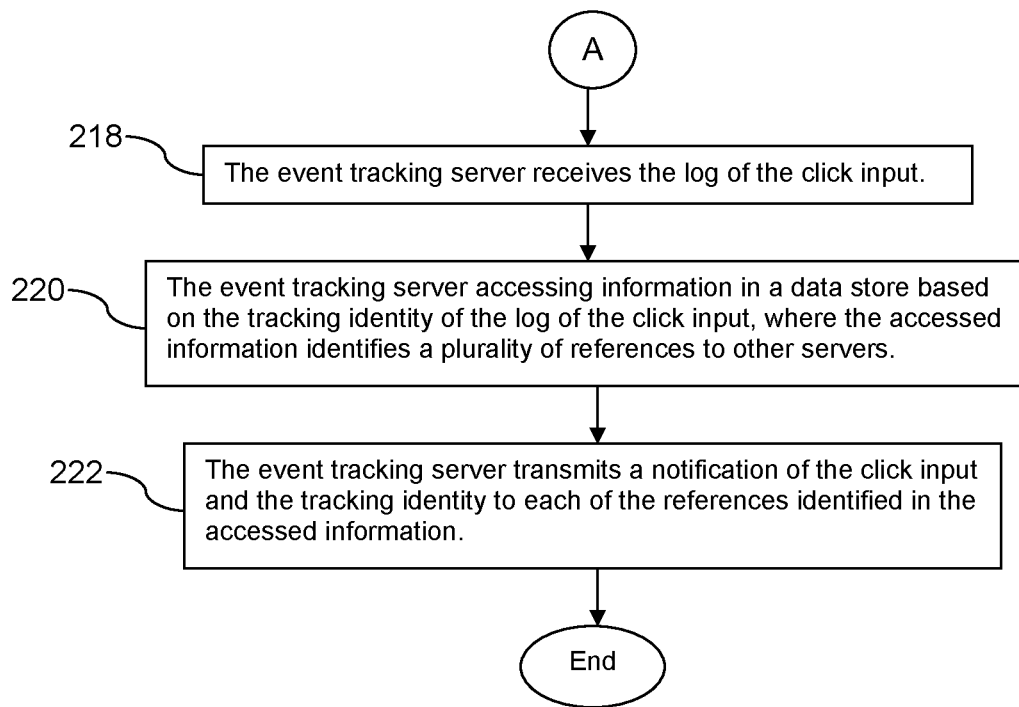 A
218
The event tracking server receives the log of the click input.
220
The event tracking server accessing information in a data store based
on the tracking identity of the log of the click input, where the accessed
information identifies a plurality of references to other servers.
222
The event tracking server transmits a notification of the click input
and the tracking identity to each of the references identified in the
accessed information.
End